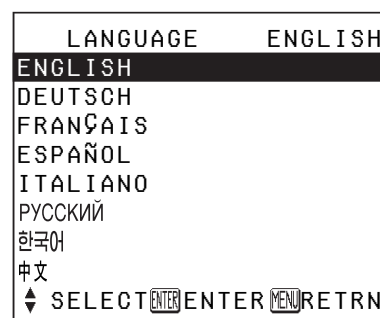 LANGUAGE ENGLISH
ENGLISH
DEUTSCH
FRANÇAIS
ESPAÑOL
ITALIANO
РУССКИЙ
한국어
中文
SELECT ENTER ENTER MENU RETRN